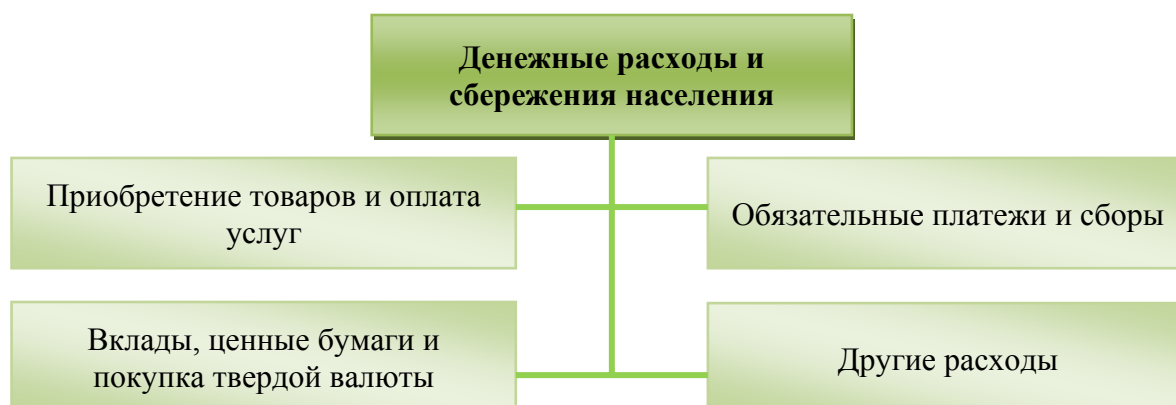 Денежные расходы и
сбережения населения
Приобретение товаров и оплата
услуг
Обязательные платежи и сборы
Вклады, ценные бумаги и
покупка твердой валюты
Другие расходы